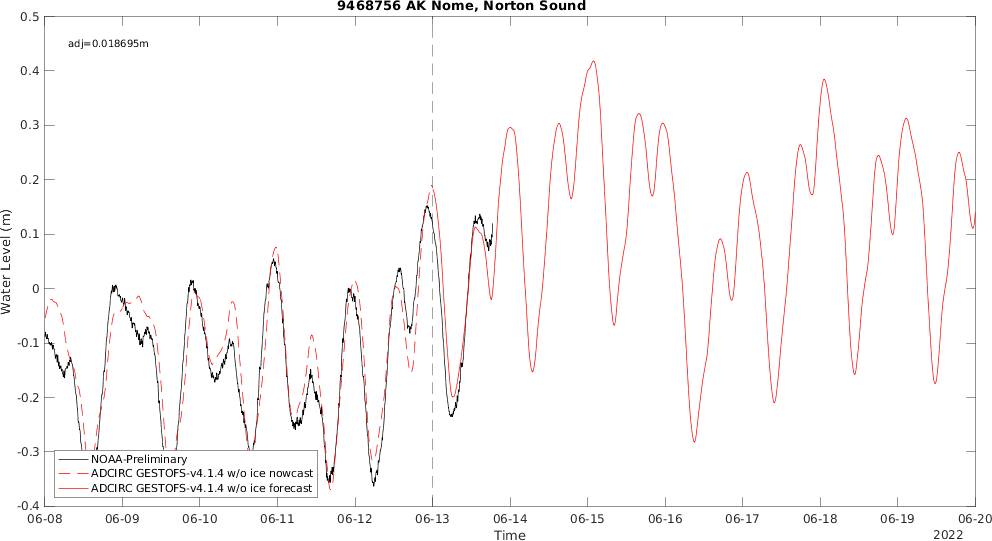 9468756 AK Nome, Norton Sound
0.5
adj=0.018695m
0.4
0.3
0.2
0.1
0
-0.1
-0.2
-0.3
-0.4
Water Level (m)
NOAA-Preliminary
ADCIRC GESTOFS-v4.1.4 w/o ice nowcast
ADCIRC GESTOFS-v4.1.4 w/o ice forecast
06-08 06-09 06-10 06-11 06-12 06-13 06-14 06-15 06-16 06-17 06-18 06-19 06-20
Time
2022